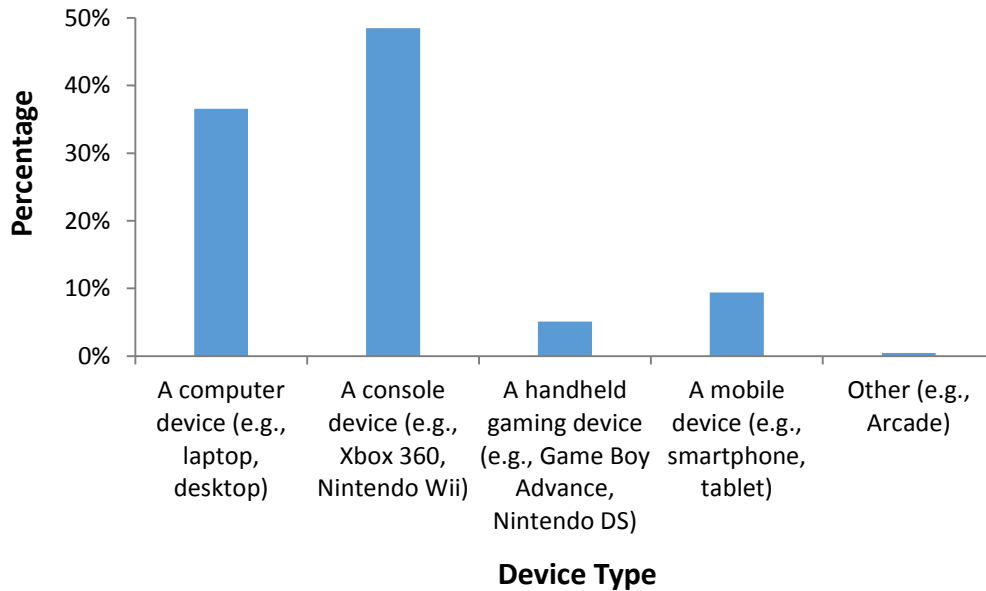 50%
40%
30%
20%
10%
0%
Percentage
A computer
device (e.g.,
laptop,
desktop)
A console
device (e.g.,
Xbox 360,
Nintendo Wii)
A handheld
gaming device
(e.g., Game Boy
Advance,
Nintendo DS)
A mobile
device (e.g.,
smartphone,
tablet)
Other (e.g.,
Arcade)
Device Type